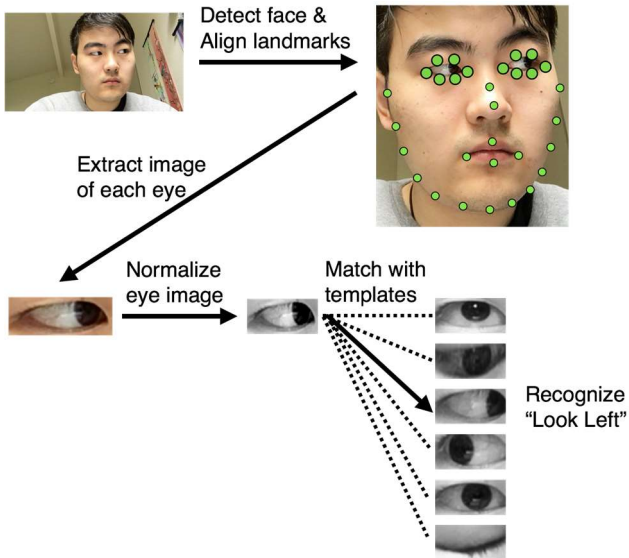 Detect face &
Align landmarks
Extract image
of each eye
Normalize
eye image
Match with
templates
Recognize
“Look Left”